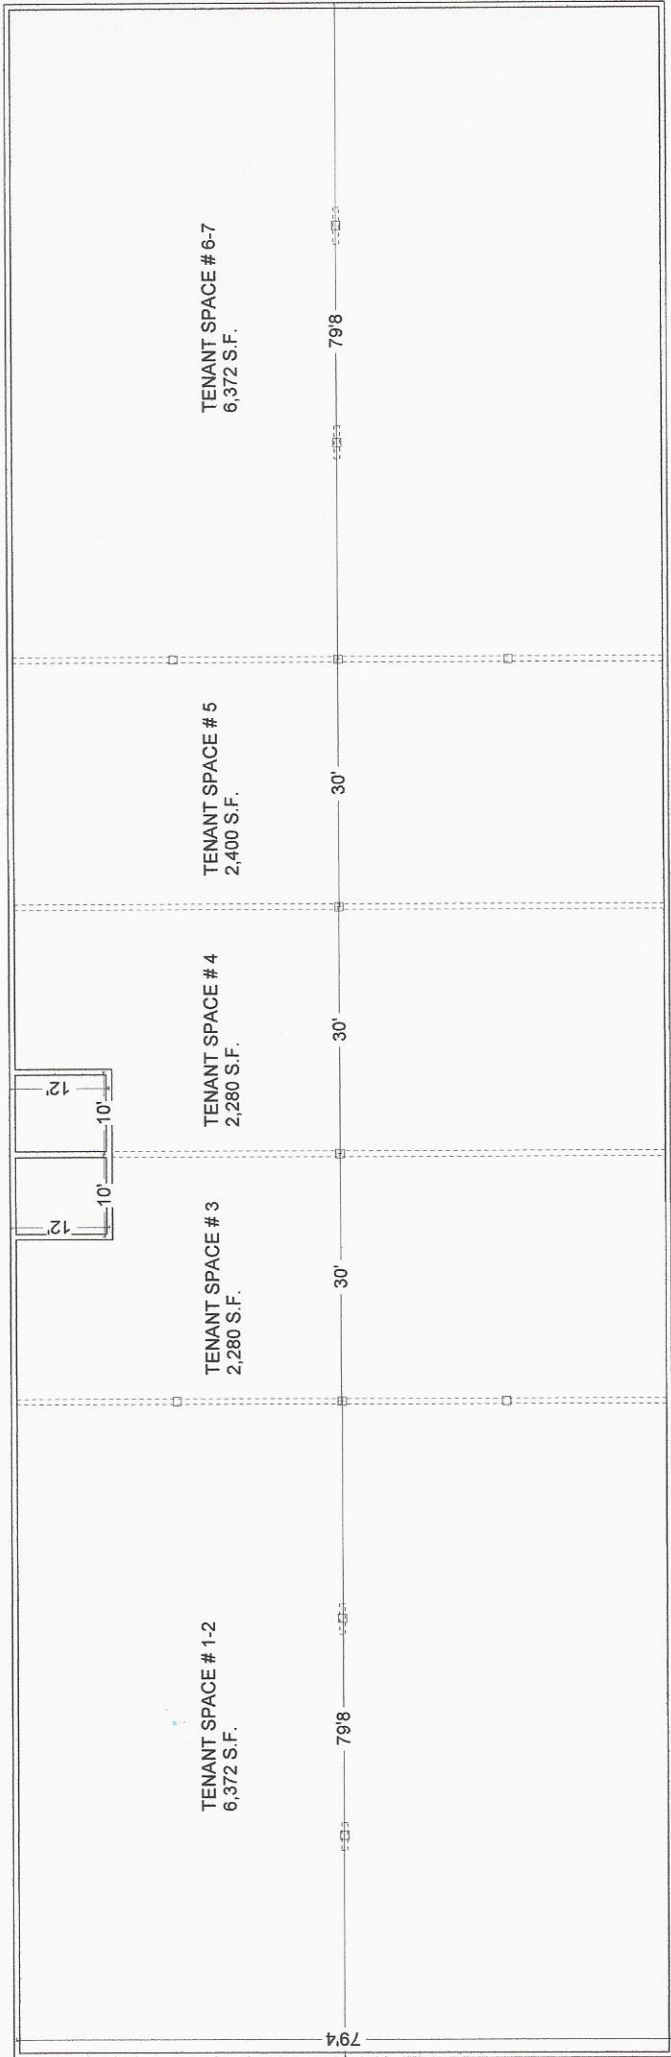 TENANT SPACE # 1-2
6,372 S.F.
79'8
79'4
TENANT SPACE # 3
2,280 S.F.
30'
12'
10'
TENANT SPACE # 4
2,280 S.F.
30'
12'
10'
TENANT SPACE # 5
2,400 S.F.
30'
TENANT SPACE # 6-7
6,372 S.F.
79'8